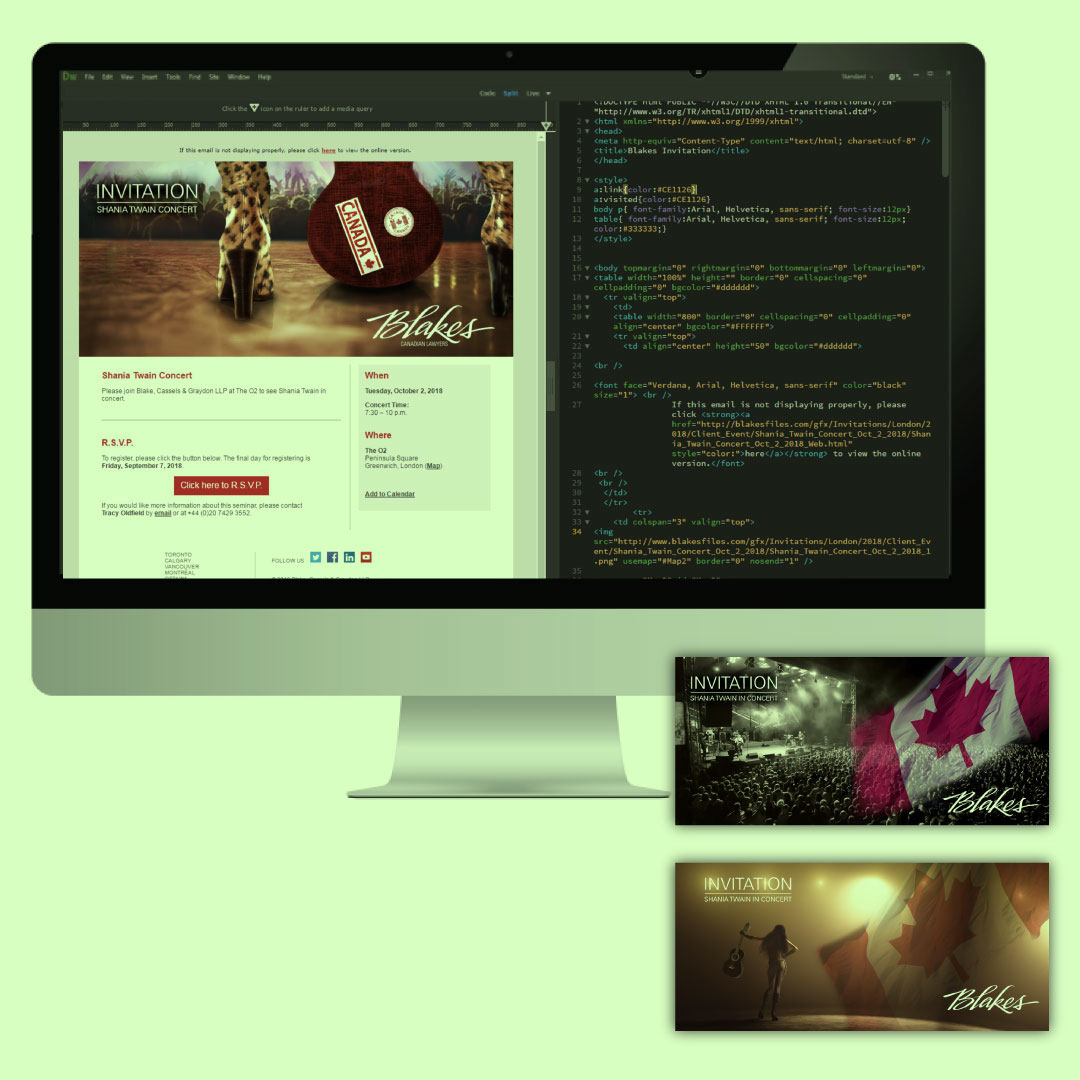 Dw File Edit View Insert Tools Find Site Window Help
Standard
Code Split Live
Click the icon on the ruler to add a media query
50 100 150 200 250 300 350 400 450 500 550 600 650 700 750 800 850
If this email is not displaying properly, please click here to view the online version.
INVITATION
SHANIA TWAIN CONCERT
CANADA
Blakes
CANADIAN LAWYERS
Shania Twain Concert
Please join Blake, Cassels & Graydon LLP at The O2 to see Shania Twain in
concert.
R.S.V.P.
To register, please click the button below. The final day for registering is
Friday, September 7, 2018.
Click here to R.S.V.P.
If you would like more information about this seminar, please contact
Tracy Oldfield by email or at +44 (0)20 7429 3552.
When
Tuesday, October 2, 2018
Concert Time:
7:30 – 10 p.m.
Where
The O2
Peninsula Square
Greenwich, London (Map)
Add to Calendar
TORONTO
CALGARY
VANCOUVER
MONTRÉAL
FOLLOW US
1 <!DOCTYPE html PUBLIC "-//W3C//DTD XHTML 1.0 Transitional//EN"
"http://www.w3.org/TR/xhtml1/DTD/xhtml1-transitional.dtd">
2 <html xmlns="http://www.w3.org/1999/xhtml">
3 <head>
4 <meta http-equiv="Content-Type" content="text/html; charset=utf-8" />
5 <title>Blakes Invitation</title>
6 </head>
7
8 <style>
9 a:link{color:#CE1126}
10 a:visited{color:#CE1126}
11 body p{ font-family:Arial, Helvetica, sans-serif; font-size:12px}
12 table{ font-family:Arial, Helvetica, sans-serif; font-size:12px;
color:#333333;}
13 </style>
14
15
16 <body topmargin="0" rightmargin="0" bottommargin="0" leftmargin="0">
17 <table width="100%" height="" border="0" cellspacing="0"
cellpadding="0" bgcolor="#dddddd">
18 <tr valign="top">
19 <td>
20 <table width="800" border="0" cellspacing="0" cellpadding="0"
align="center" bgcolor="#FFFFFF">
21 <tr valign="top">
22 <td align="center" height="50" bgcolor="#dddddd">
23
24 <br />
25
26 <font face="Verdana, Arial, Helvetica, sans-serif" color="black"
size="1"> <br />
27 If this email is not displaying properly, please
click <strong><a
href="http://blakesfiles.com/gfx/Invitations/London/2
018/Client_Event/Shania_Twain_Concert_Oct_2_2018/Shan
ia_Twain_Concert_Oct_2_2018_Web.html"
style="color:">here</a></strong> to view the online
version.</font>
28 <br />
29 <br />
30 </td>
31 </tr>
32 <tr>
33 <td colspan="3" valign="top">
34 <img
src="http://www.blakesfiles.com/gfx/Invitations/London/2018/Client_Ev
ent/Shania_Twain_Concert_Oct_2_2018/Shania_Twain_Concert_Oct_2_2018_1
.png" usemap="#Map2" border="0" nosend="1" />
35
INVITATION
SHANIA TWAIN IN CONCERT
Blakes
INVITATION
SHANIA TWAIN IN CONCERT
Blakes